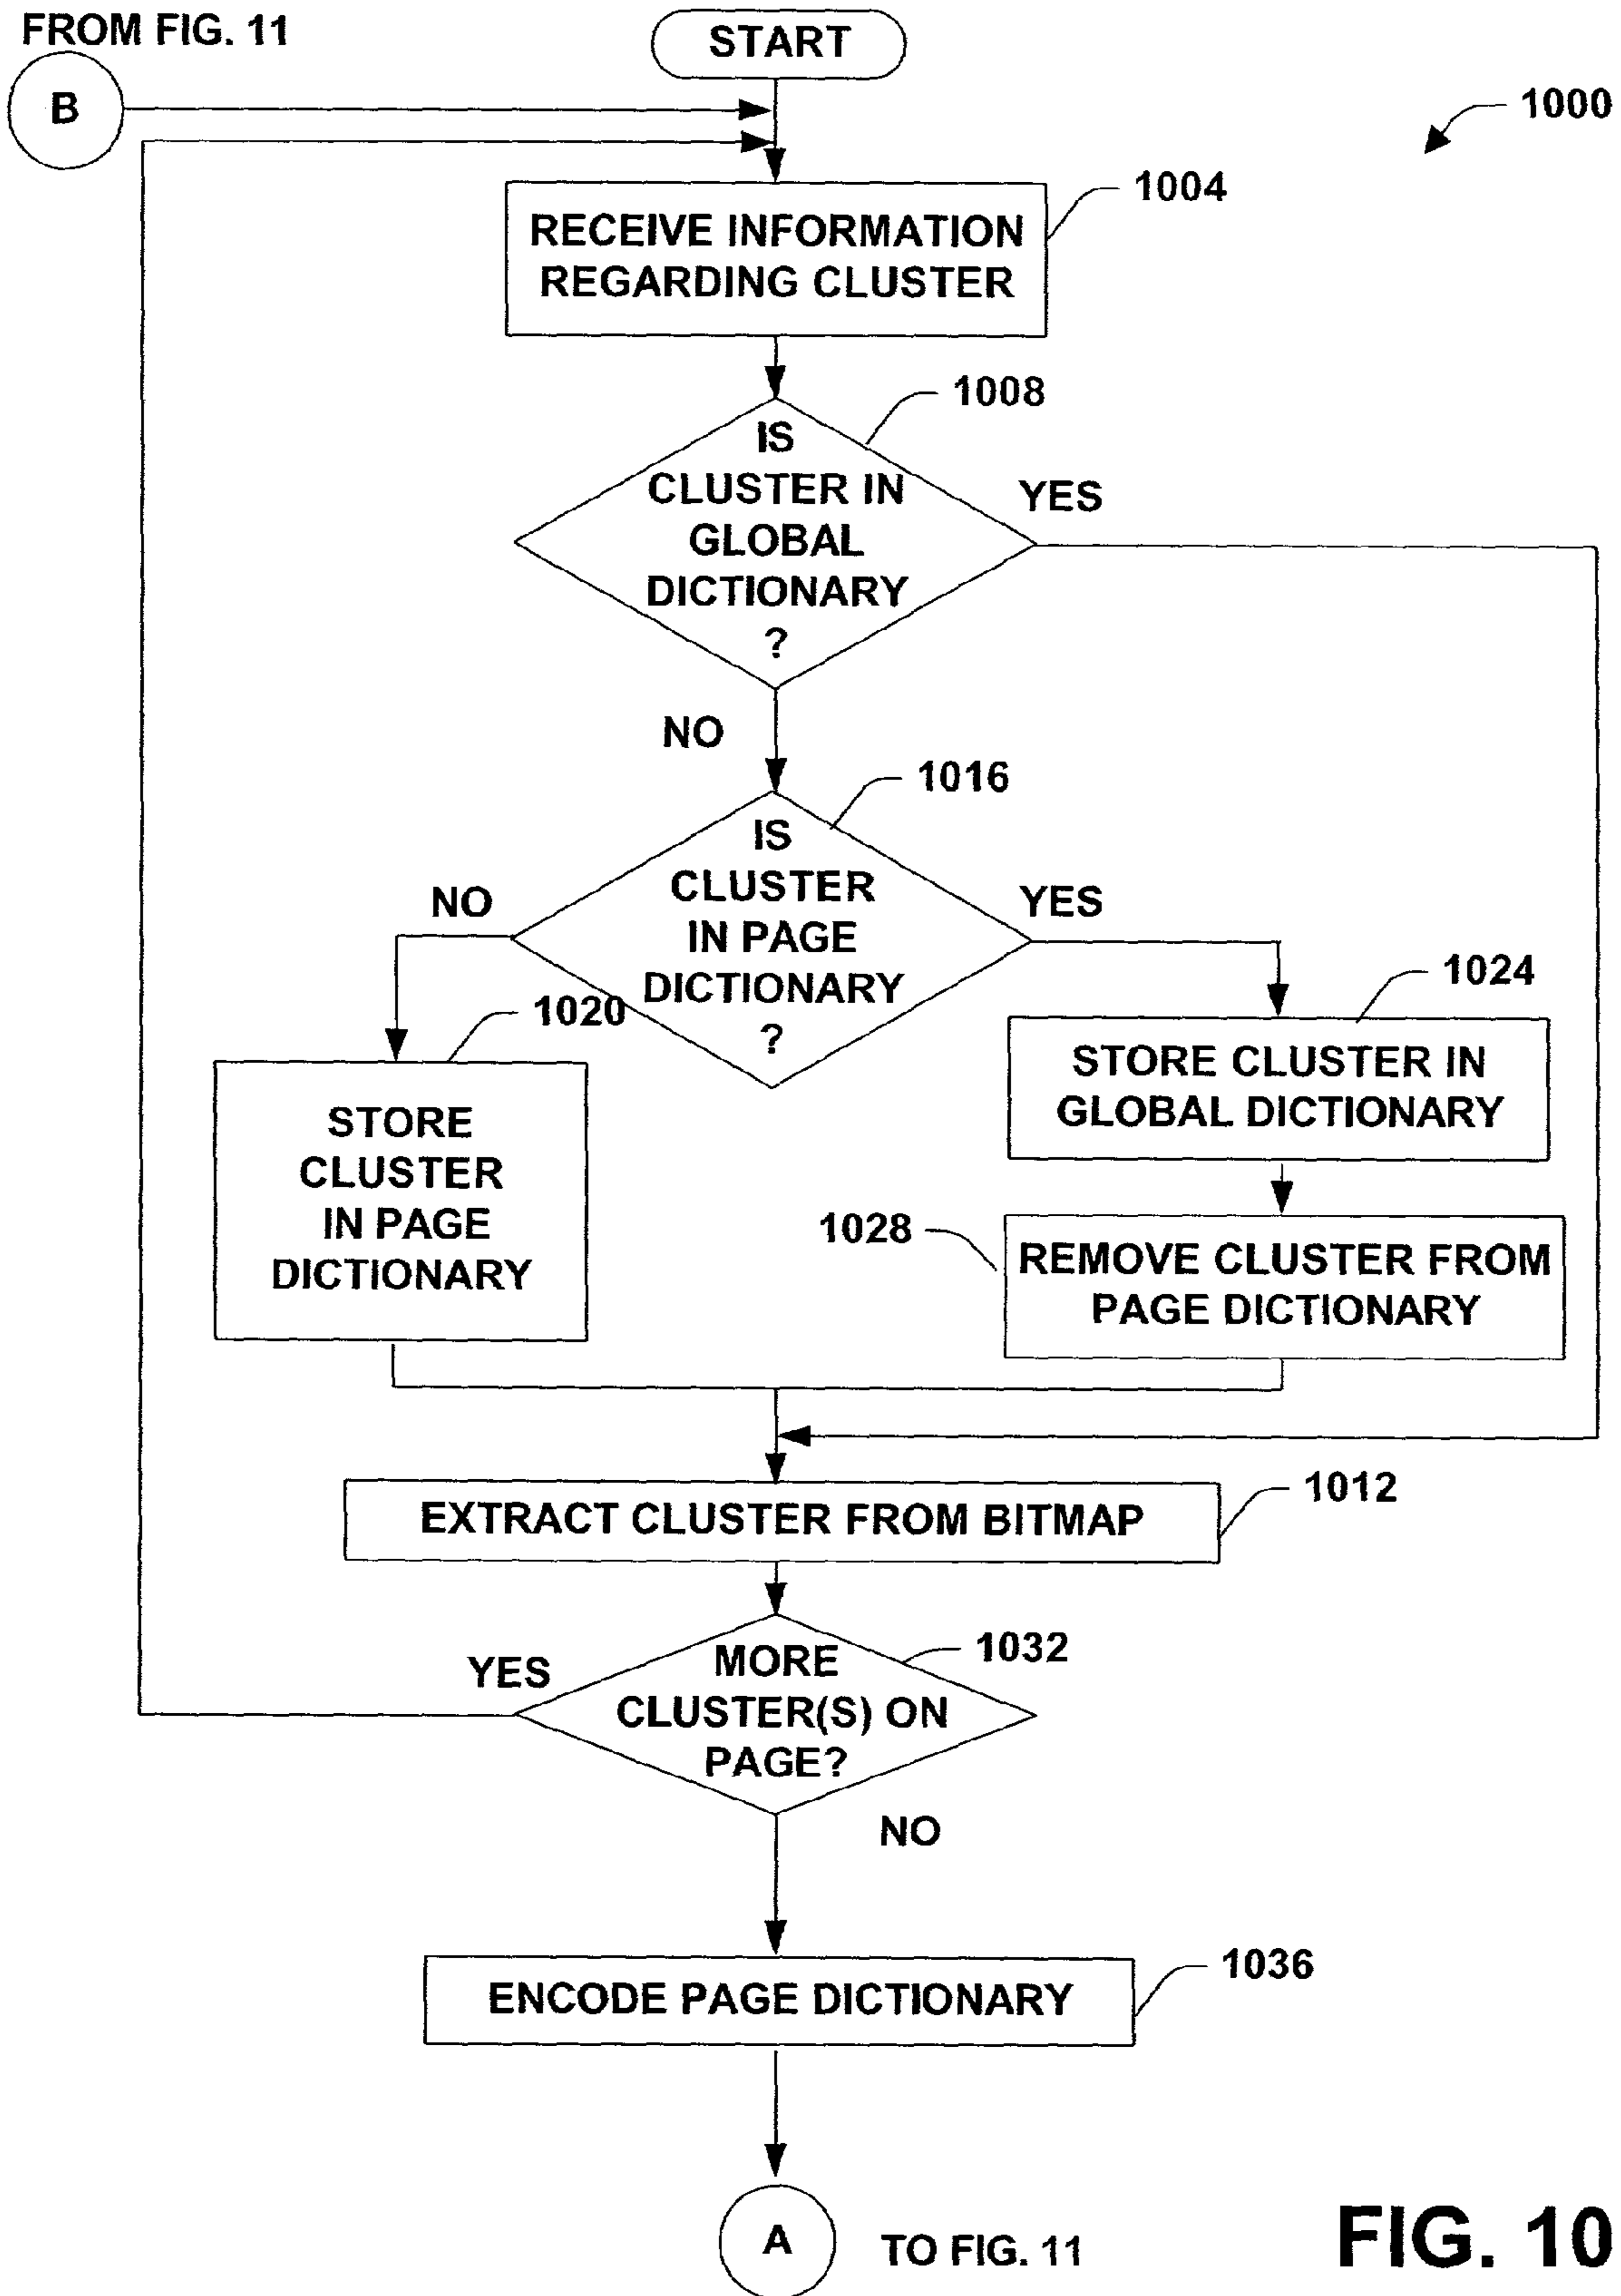 FROM FIG. 11
START
B
1000
1004
RECEIVE INFORMATION
REGARDING CLUSTER
1008
IS
CLUSTER IN
GLOBAL
DICTIONARY
?
YES
NO
1016
IS
CLUSTER
IN PAGE
DICTIONARY
?
NO
YES
1020
STORE
CLUSTER
IN PAGE
DICTIONARY
1024
STORE CLUSTER IN
GLOBAL DICTIONARY
1028
REMOVE CLUSTER FROM
PAGE DICTIONARY
1012
EXTRACT CLUSTER FROM BITMAP
1032
YES
MORE
CLUSTER(S) ON
PAGE?
NO
1036
ENCODE PAGE DICTIONARY
A
TO FIG. 11
FIG. 10